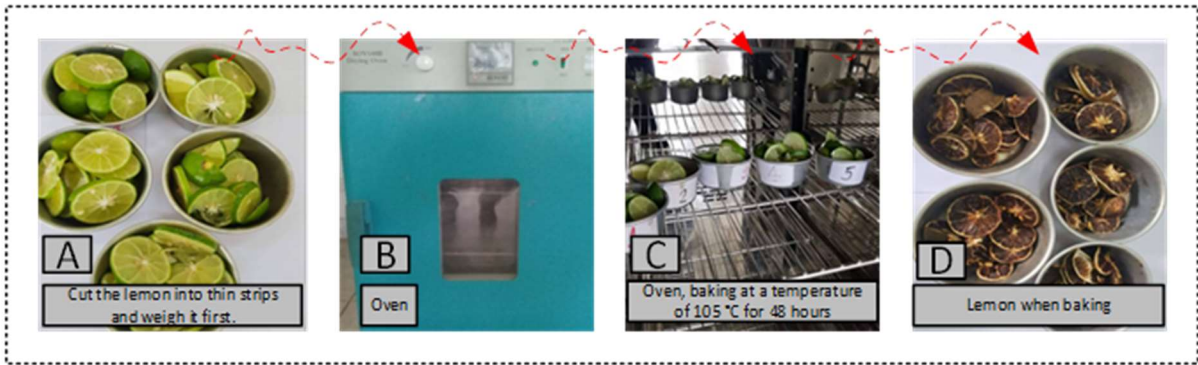 A
Cut the lemon into thin strips
and weigh it first.
B
Oven
C
Oven, baking at a temperature
of 105 °C for 48 hours
5
D
Lemon when baking